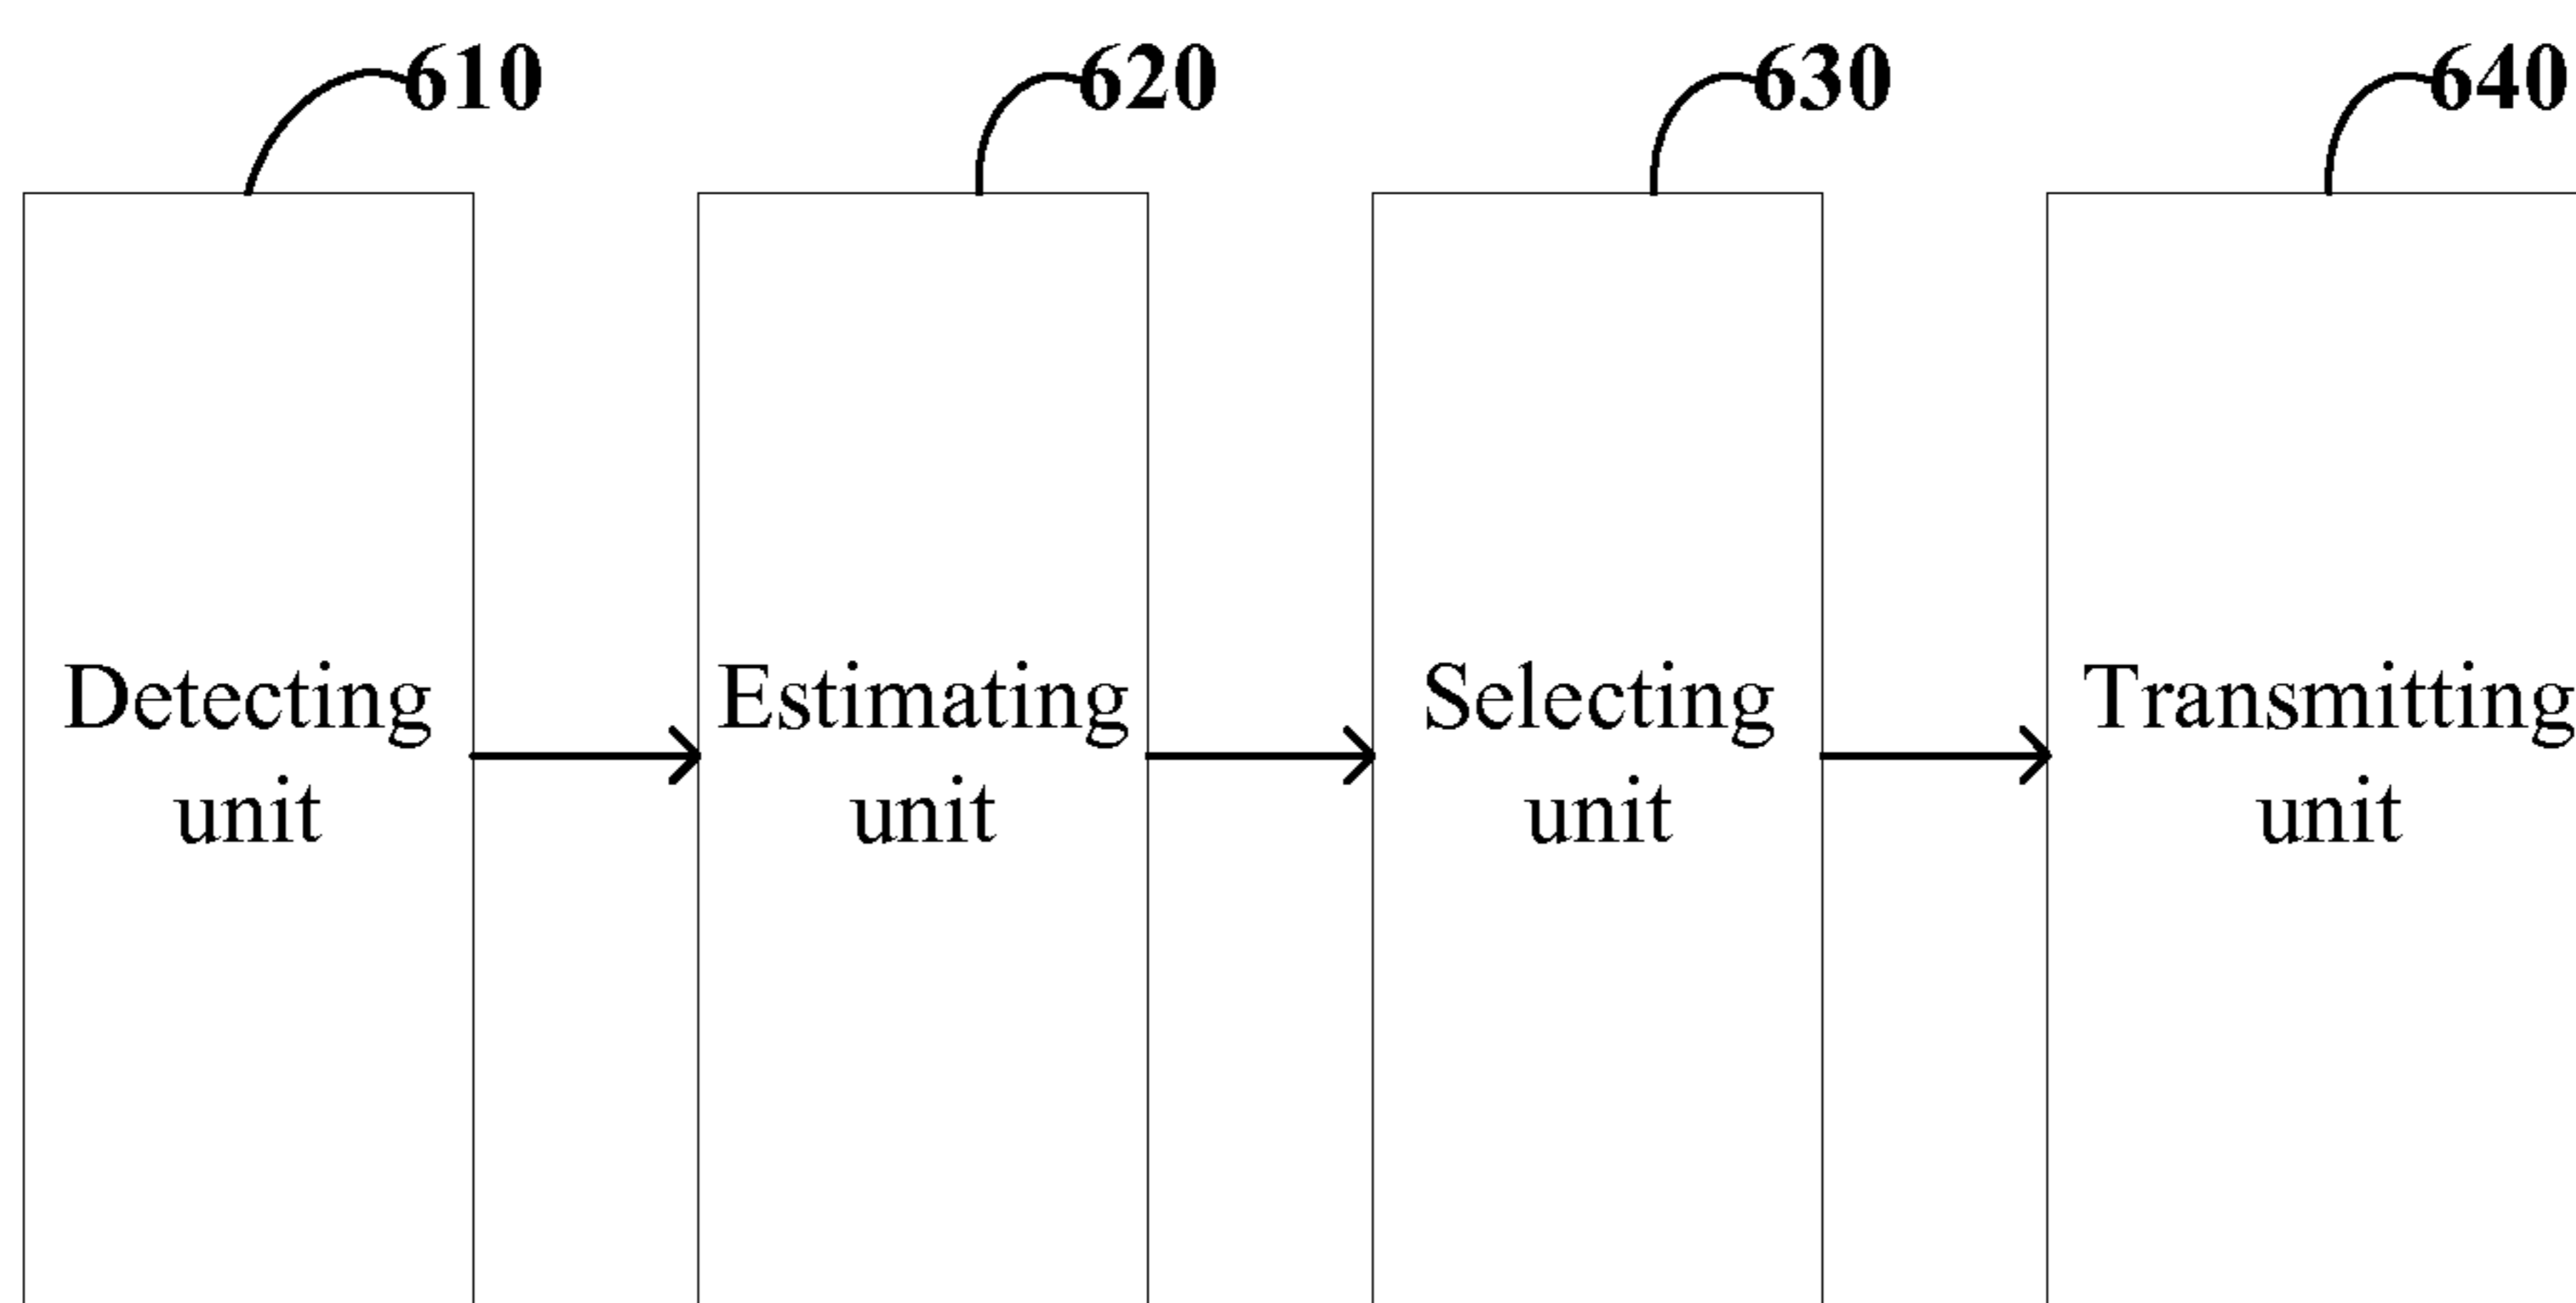 610
620
630
640
Detecting
unit
Estimating
unit
Selecting
unit
Transmitting
unit